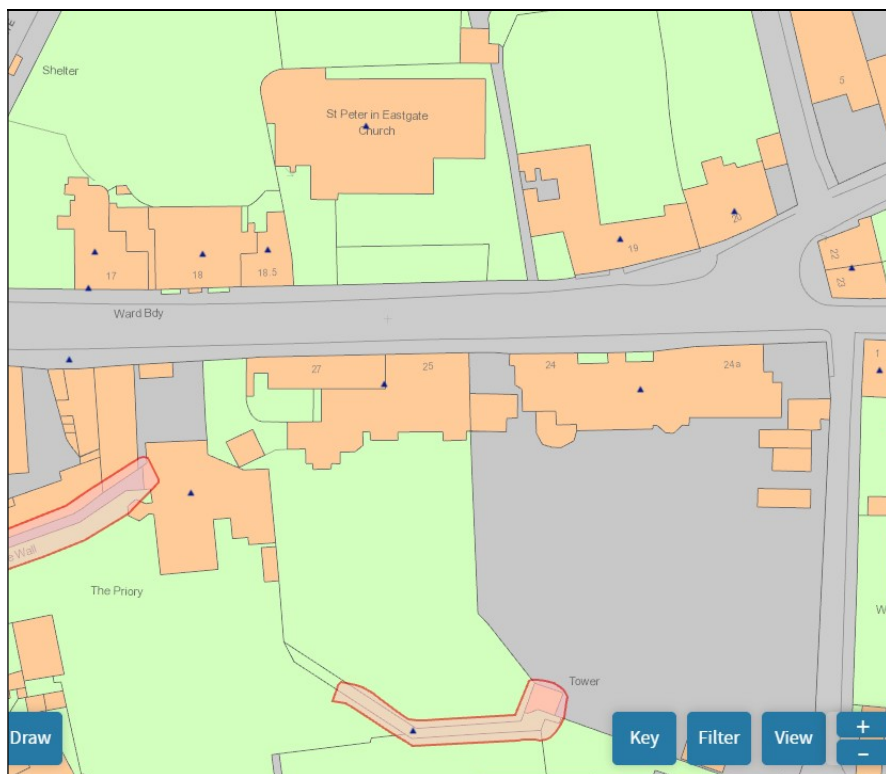 Shelter
5
St Peter in Eastgate
Church
20
19
22
23
17
18
18.5
Ward Bdy
27
25
24
24a
1
e Wall
The Priory
W
Tower
Draw
Key
Filter
View
+
−